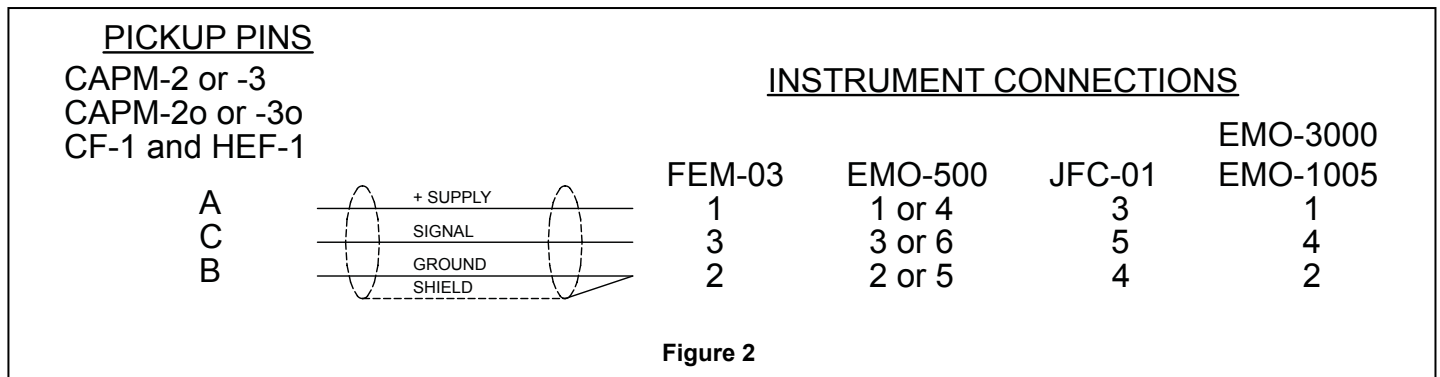 PICKUP PINS
CAPM-2 or -3
CAPM-2o or -3o
CF-1 and HEF-1
INSTRUMENT CONNECTIONS
EMO-3000
FEM-03 EMO-500 JFC-01 EMO-1005
A + SUPPLY 1 1 or 4 3 1
C SIGNAL 3 3 or 6 5 4
B GROUND 2 2 or 5 4 2
SHIELD
Figure 2